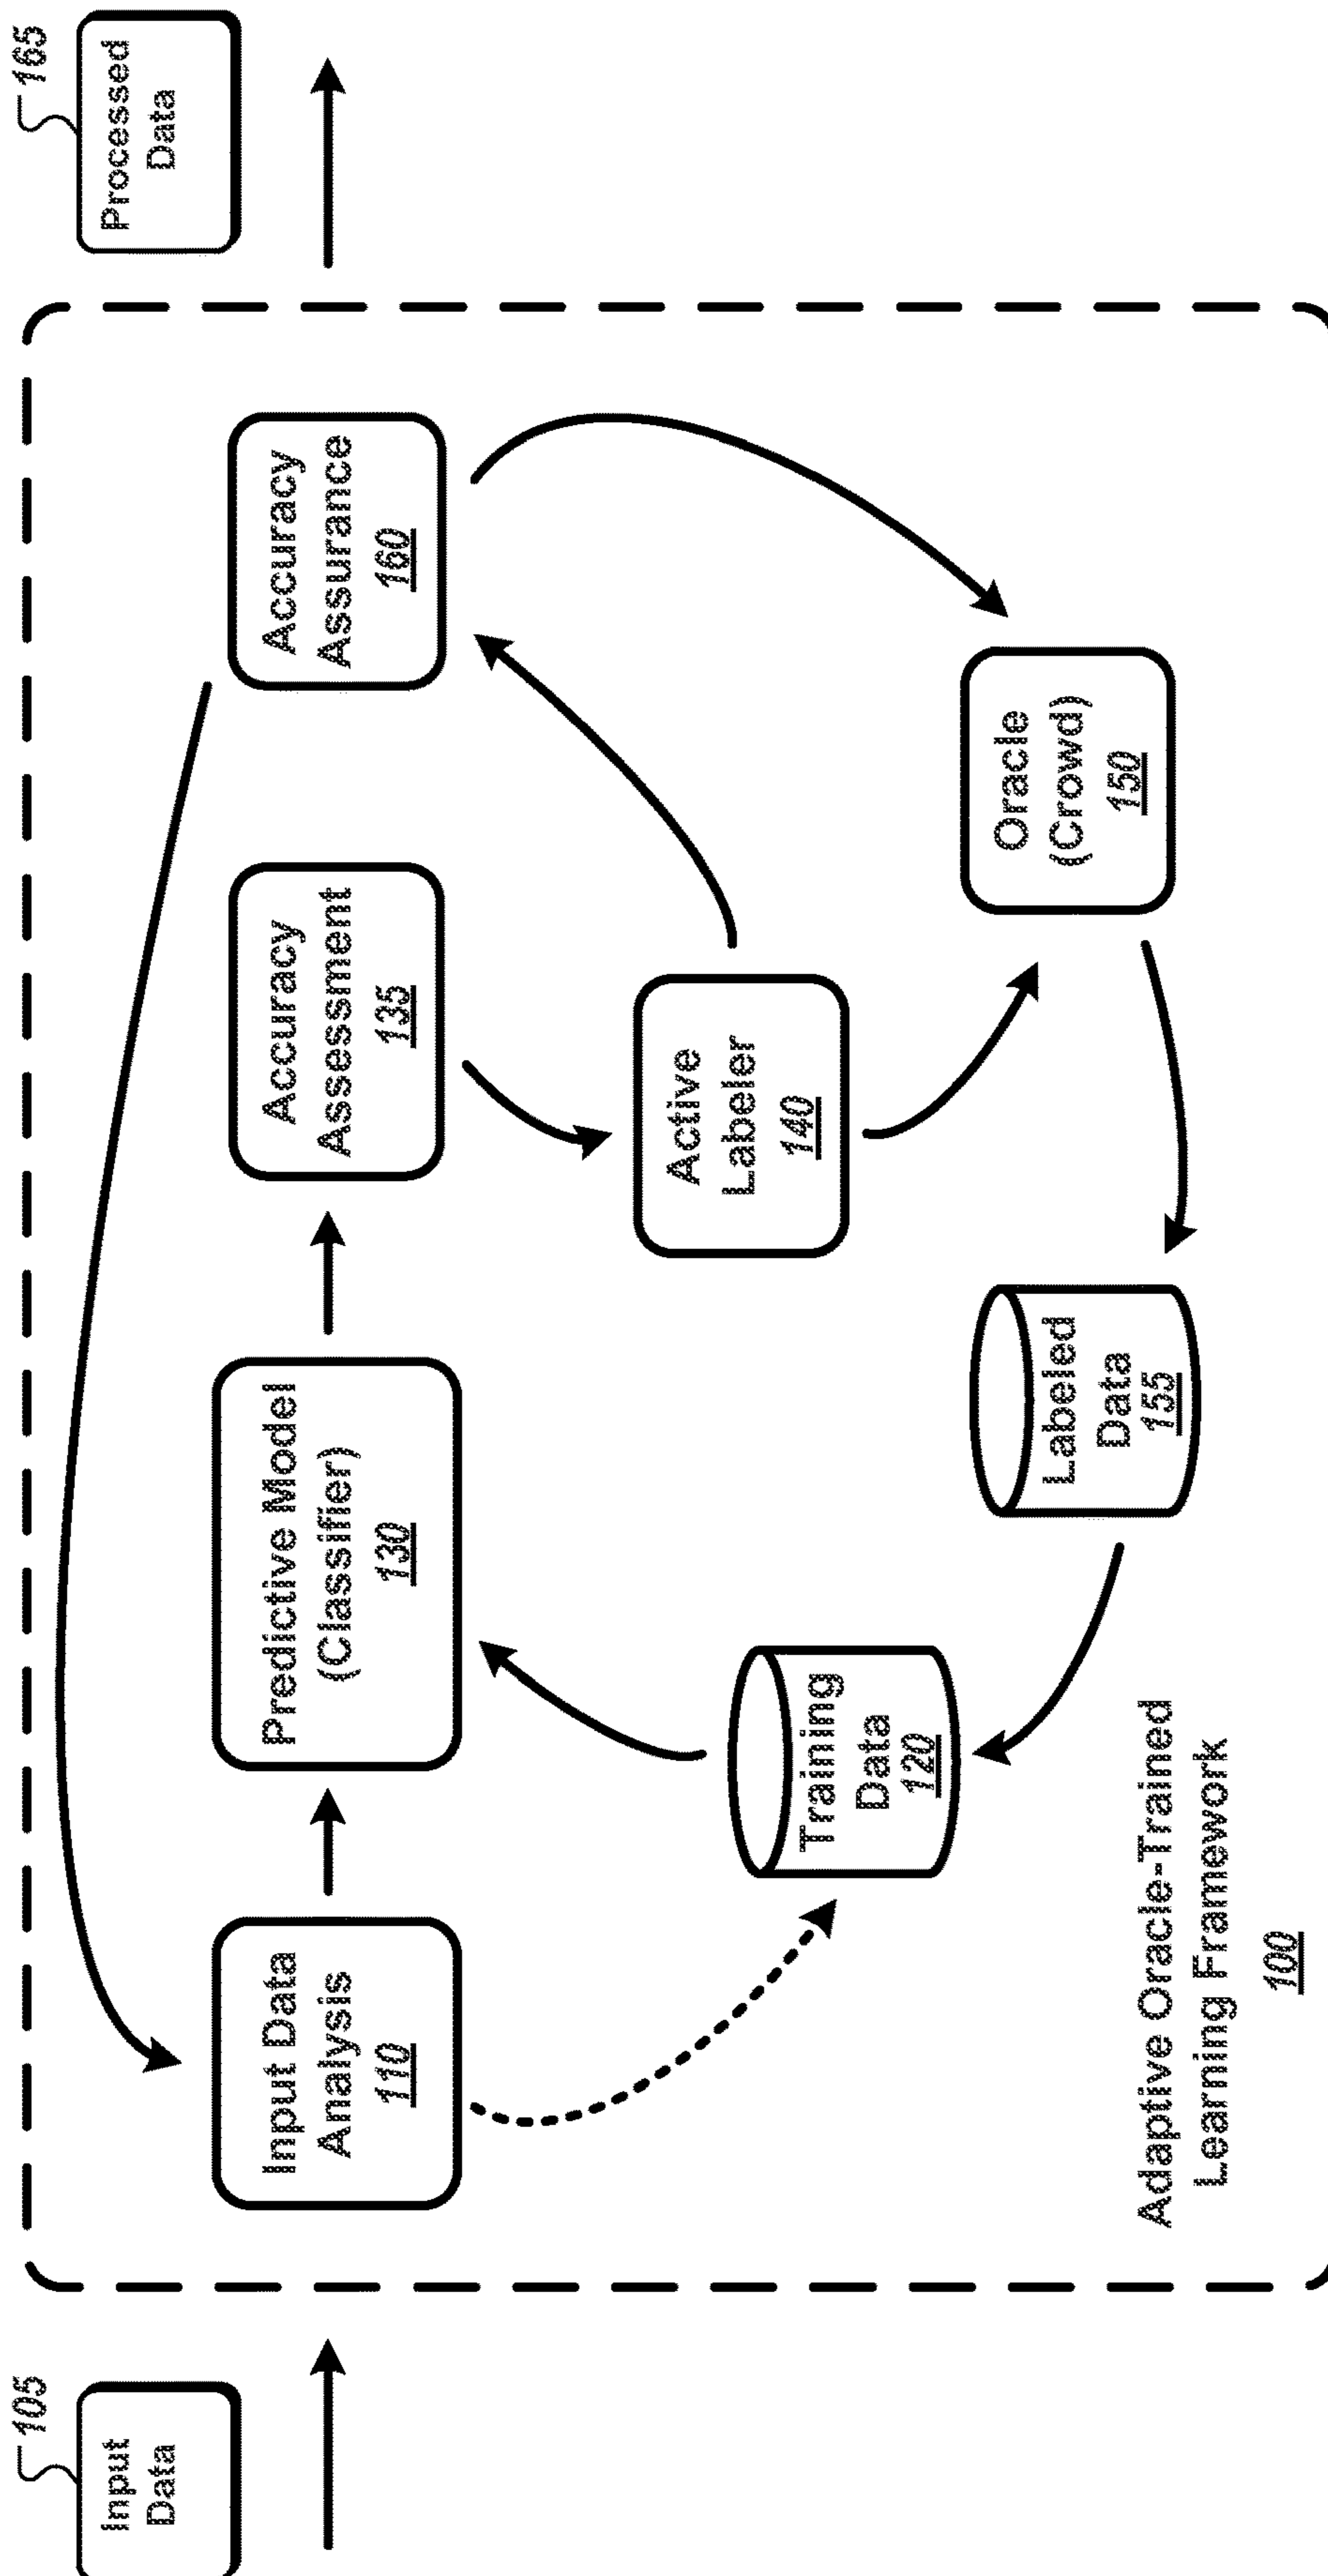 105
Input
Data
165
Processed
Data
Input Data
Analysis
110
Predictive Model
(Classifier)
130
Accuracy
Assessment
135
Accuracy
Assurance
160
Active
Labeler
140
Training
Data
120
Labeled
Data
155
Oracle
(Crowd)
150
Adaptive Oracle-Trained
Learning Framework
100